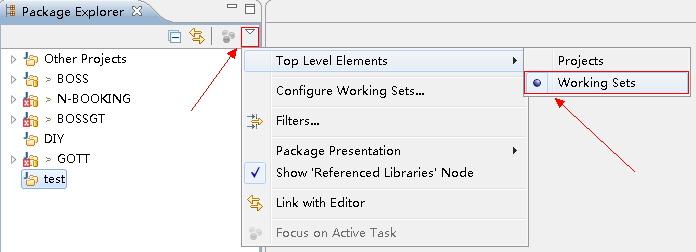 Package Explorer
Other Projects
> BOSS
> N-BOOKING
> BOSSGT
DIY
> GOTT
test
Top Level Elements
Projects
Working Sets
Configure Working Sets...
Filters...
Package Presentation
Show 'Referenced Libraries' Node
Link with Editor
Focus on Active Task